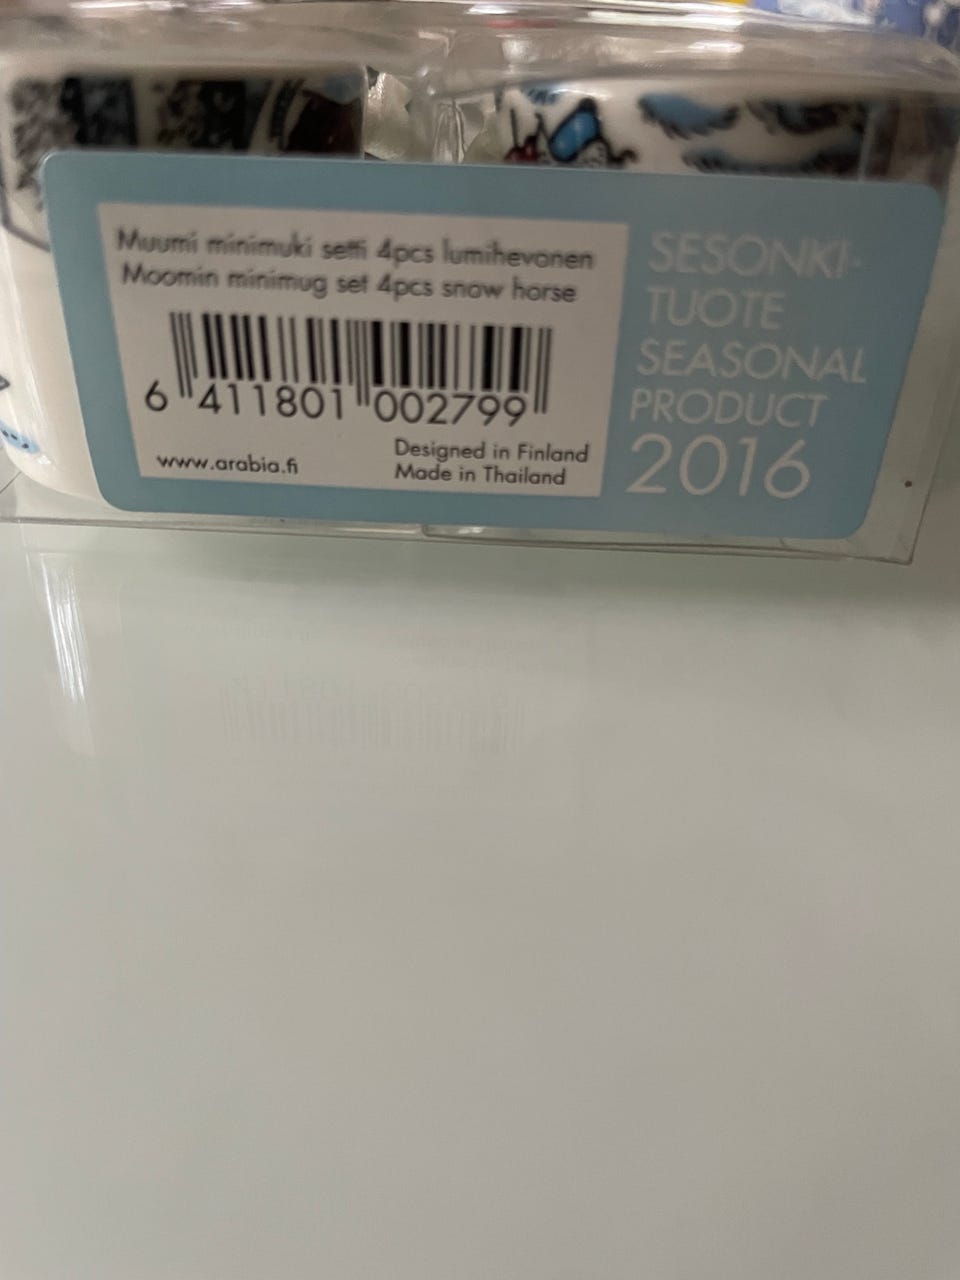 Muumi minimuki setti 4pcs lumihevonen
Moomin minimug set 4pcs snow horse
6 411801 002799
www.arabia.fi
Designed in Finland
Made in Thailand
SESONKI-
TUOTE
SEASONAL
PRODUCT
2016